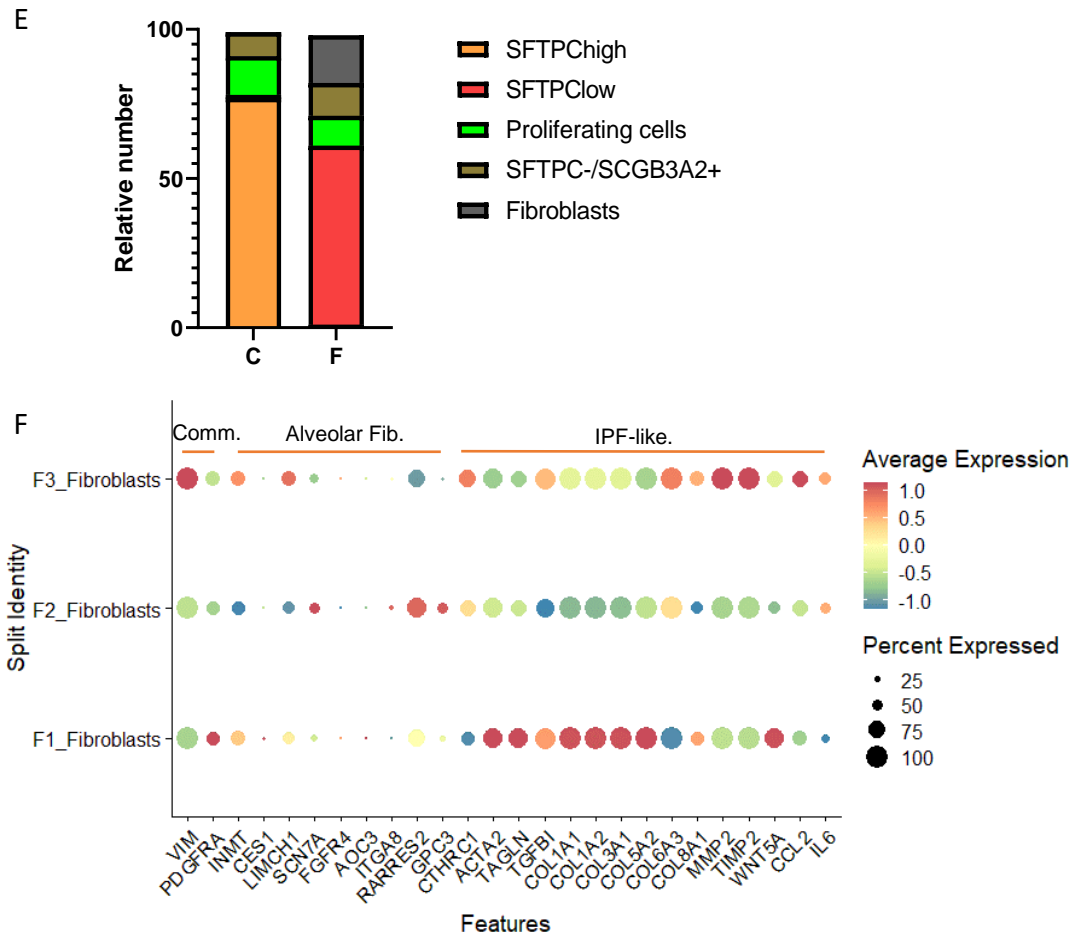 E
100
50
0
Relative number
C
F
SFTPChigh
SFTPClow
Proliferating cells
SFTPC-/SCGB3A2+
Fibroblasts
F
Comm.
Alveolar Fib.
IPF-like.
F3_Fibroblasts
F2_Fibroblasts
F1_Fibroblasts
Split Identity
VIM
PDGFRA
INMT
CES1
LIMCH1
SCN7A
FGFR4
AOC3
ITGA8
RARRES2
GPC3
CTHRC1
ACTA2
TAGLN
TGFBI
COL1A1
COL1A2
COL3A1
COL5A2
COL6A3
COL8A1
MMP2
TIMP2
WNT5A
CCL2
IL6
Features
Average Expression
1.0
0.5
0.0
-0.5
-1.0
Percent Expressed
25
50
75
100